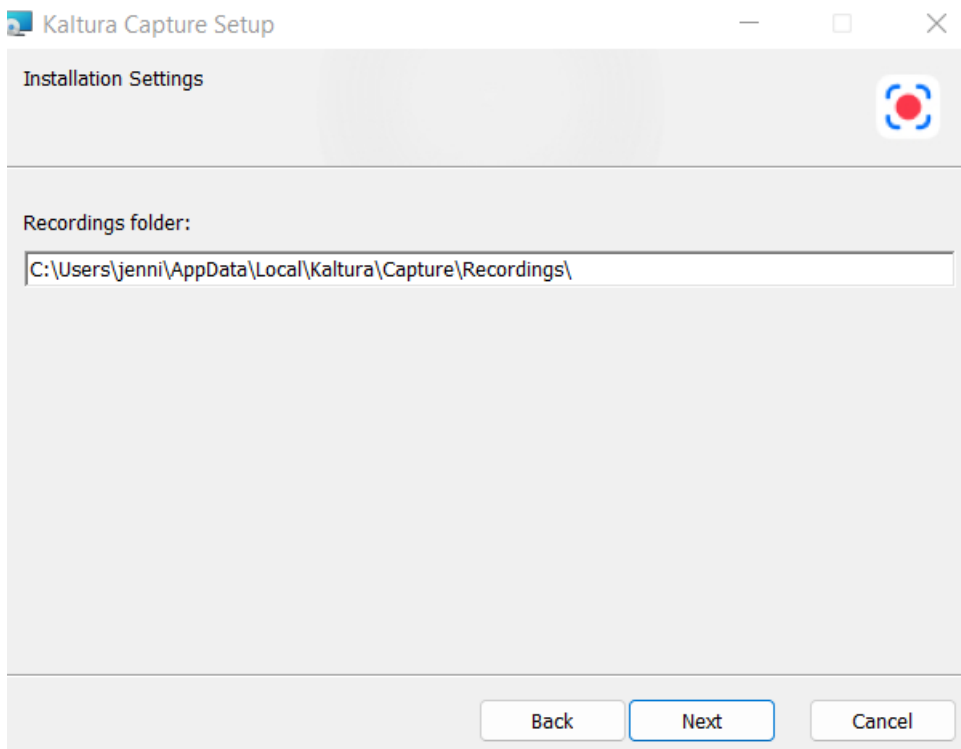 Kaltura Capture Setup
Installation Settings
Recordings folder:
C:\Users\jenni\AppData\Local\Kaltura\Capture\Recordings\
Back Next Cancel